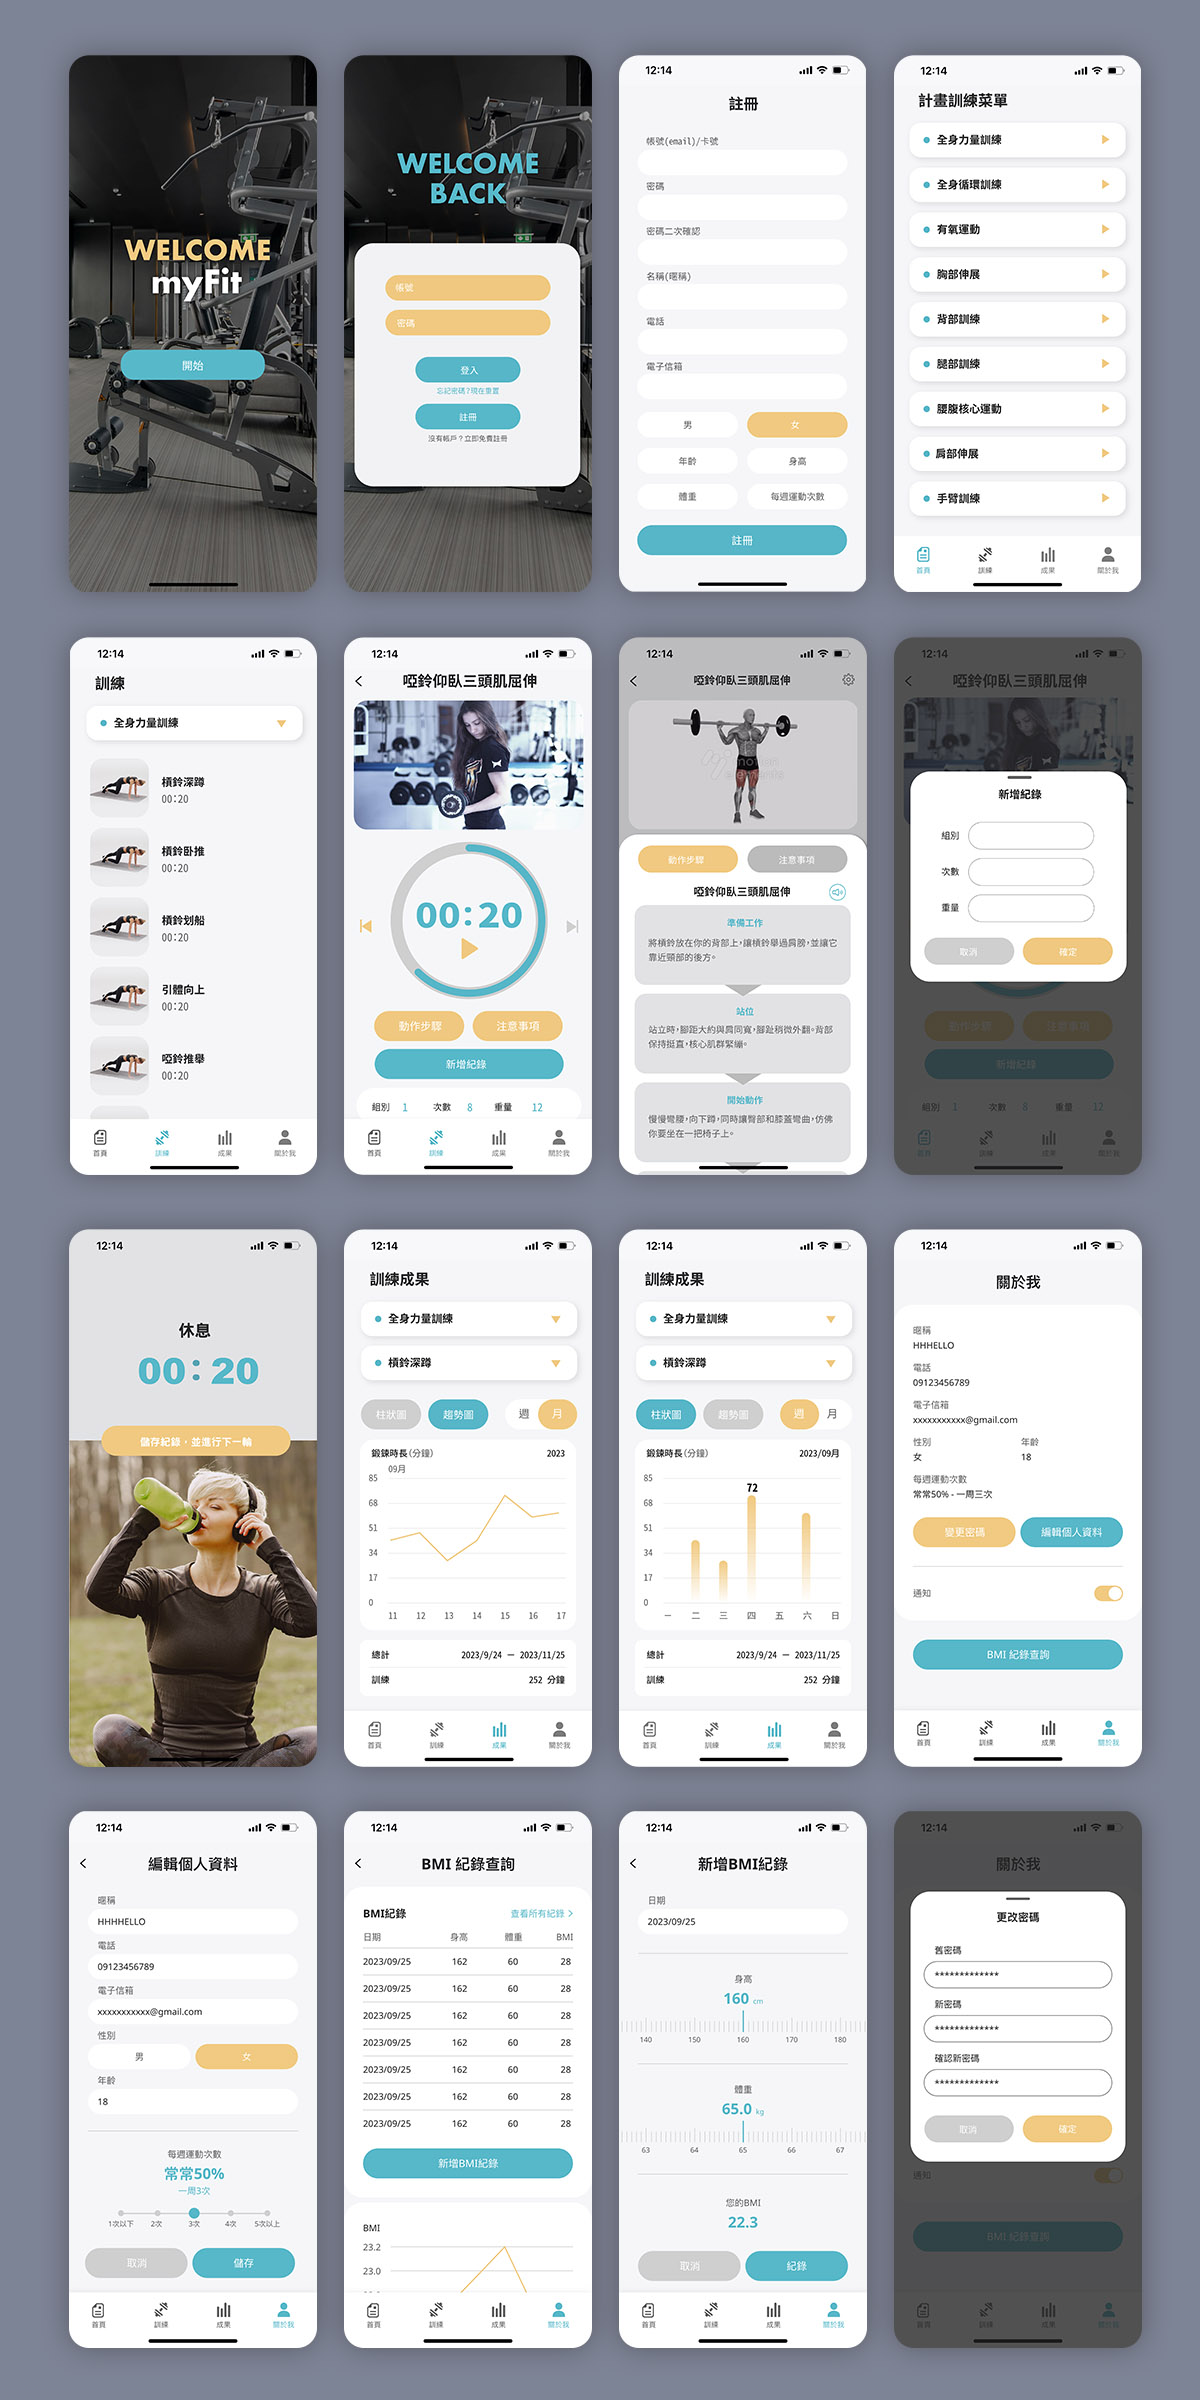 WELCOME
myFit
開始
WELCOME
BACK
帳號
密碼
登入
忘記密碼?現在重置
註冊
沒有帳戶?立即免費註冊
12:14
註冊
帳號(email)/卡號
密碼
密碼二次確認
名稱(暱稱)
電話
電子信箱
男 女
年齡 身高
體重 每週運動次數
註冊
12:14
計畫訓練菜單
全身力量訓練
全身循環訓練
有氧運動
胸部伸展
背部訓練
腿部訓練
腰腹核心運動
肩部伸展
手臂訓練
首頁 訓練 成果 關於我
12:14
訓練
全身力量訓練
槓鈴深蹲
00:20
槓鈴卧推
00:20
槓鈴划船
00:20
引體向上
00:20
啞鈴推舉
00:20
首頁 訓練 成果 關於我
12:14
啞鈴仰臥三頭肌屈伸
00:20
動作步驟 注意事項
新增紀錄
組別 1 次數 8 重量 12
首頁 訓練 成果 關於我
12:14
啞鈴仰臥三頭肌屈伸
motion
elements
動作步驟 注意事項
啞鈴仰臥三頭肌屈伸
準備工作
將槓鈴放在你的背部上，讓槓鈴舉過肩膀，並讓它
靠近頸部的後方。
站位
站立時，腳距大約與肩同寬，腳趾稍微外翻。背部
保持挺直，核心肌群緊繃。
開始動作
慢慢彎腰，向下蹲，同時讓臀部和膝蓋彎曲，仿佛
你要坐在一把椅子上。
12:14
啞鈴仰臥三頭肌屈伸
新增紀錄
組別
次數
重量
取消 確定
動作步驟 注意事項
新增紀錄
組別 1 次數 8 重量 12
首頁 訓練 成果 關於我
12:14
休息
00:20
儲存紀錄，並進行下一輪
12:14
訓練成果
全身力量訓練
槓鈴深蹲
柱狀圖 趨勢圖 週 月
鍛鍊時長(分鐘) 2023
09月
85
68
51
34
17
0
11 12 13 14 15 16 17
總計 2023/9/24 — 2023/11/25
訓練 252 分鐘
首頁 訓練 成果 關於我
12:14
訓練成果
全身力量訓練
槓鈴深蹲
柱狀圖 趨勢圖 週 月
鍛鍊時長(分鐘) 2023/09月
85
72
68
51
34
17
0
一 二 三 四 五 六 日
總計 2023/9/24 — 2023/11/25
訓練 252 分鐘
首頁 訓練 成果 關於我
12:14
關於我
暱稱
HHHELLO
電話
09123456789
電子信箱
xxxxxxxxxxx@gmail.com
性別 年齡
女 18
每週運動次數
常常50% - 一周三次
變更密碼 編輯個人資料
通知
BMI 紀錄查詢
首頁 訓練 成果 關於我
12:14
編輯個人資料
暱稱
HHHHELLO
電話
09123456789
電子信箱
xxxxxxxxxxx@gmail.com
性別
男 女
年齡
18
每週運動次數
常常50%
一周3次
1次以下 2次 3次 4次 5次以上
取消 儲存
首頁 訓練 成果 關於我
12:14
BMI 紀錄查詢
BMI紀錄 查看所有紀錄 >
日期 身高 體重 BMI
2023/09/25 162 60 28
2023/09/25 162 60 28
2023/09/25 162 60 28
2023/09/25 162 60 28
2023/09/25 162 60 28
2023/09/25 162 60 28
2023/09/25 162 60 28
新增BMI紀錄
BMI
23.2
23.0
首頁 訓練 成果 關於我
12:14
新增BMI紀錄
日期
2023/09/25
身高
160 cm
140 150 160 170 180
體重
65.0 kg
63 64 65 66 67
您的BMI
22.3
取消 紀錄
首頁 訓練 成果 關於我
12:14
關於我
更改密碼
舊密碼
*************
新密碼
*************
確認新密碼
*************
取消 確定
通知
BMI 紀錄查詢
首頁 訓練 成果 關於我